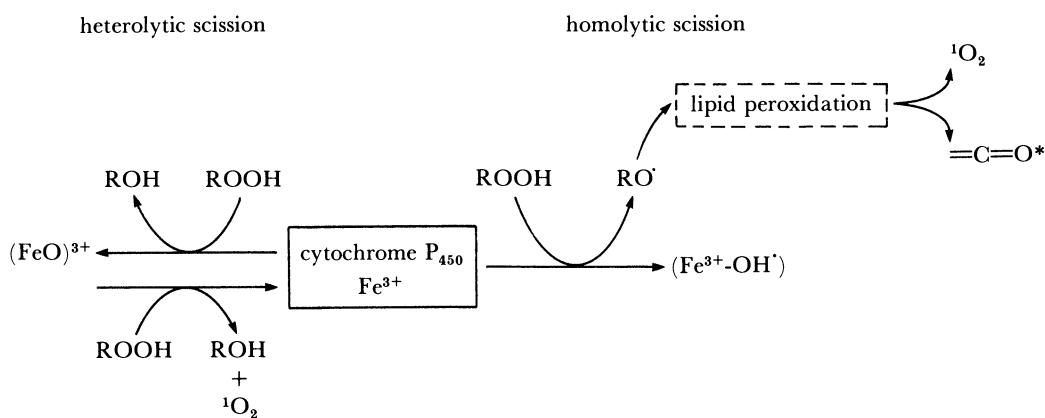 heterolytic scission
homolytic scission
¹O₂
lipid peroxidation
=C=O*
ROH
ROOH
ROOH
RO˙
(FeO)³⁺
cytochrome P₄₅₀
Fe³⁺
(Fe³⁺-OH˙)
ROOH
ROH
+
¹O₂